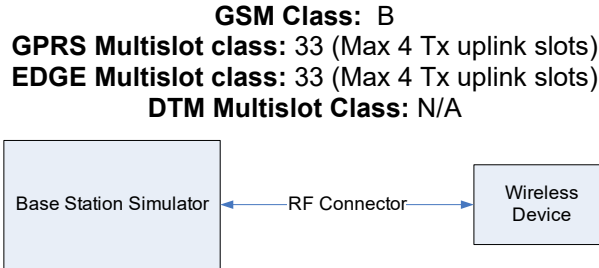 GSM Class: B
GPRS Multislot class: 33 (Max 4 Tx uplink slots)
EDGE Multislot class: 33 (Max 4 Tx uplink slots)
DTM Multislot Class: N/A
Base Station Simulator
RF Connector
Wireless
Device